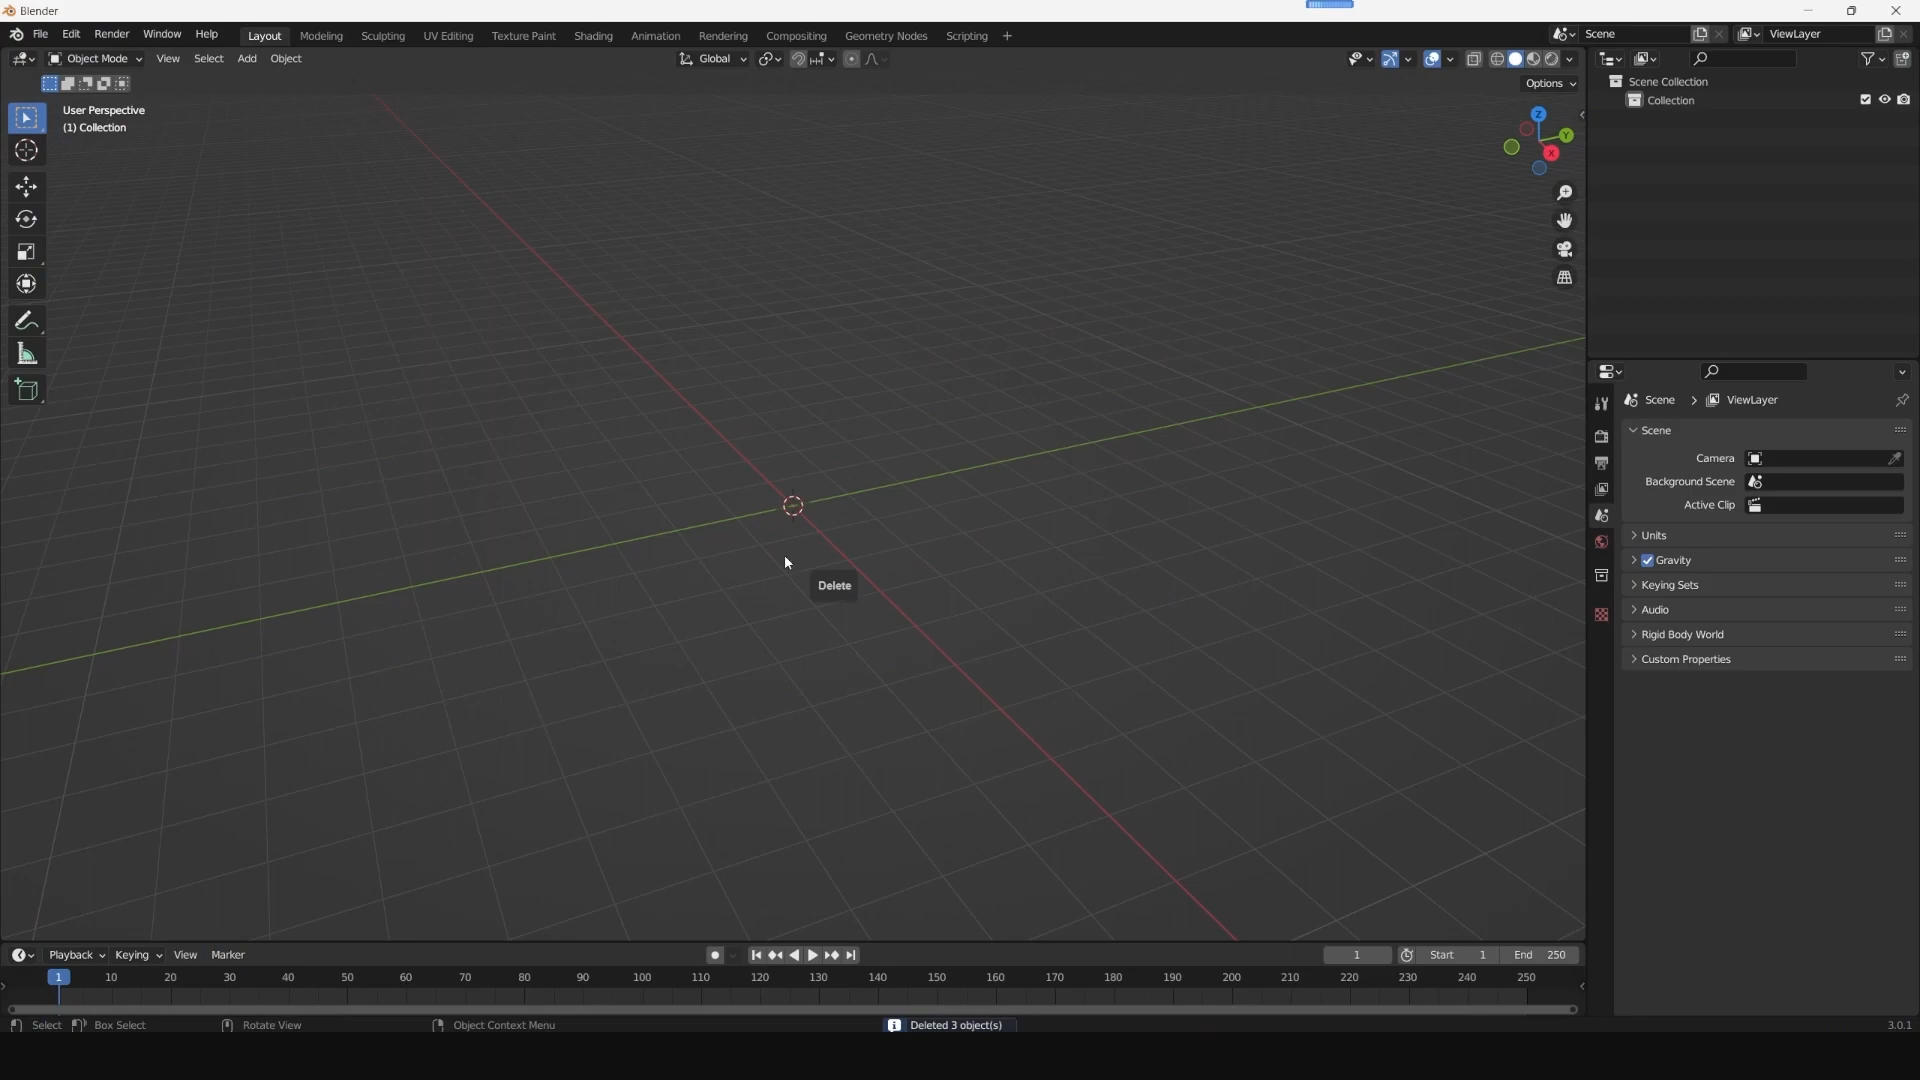 Blender
File Edit Render Window Help Layout Modeling Sculpting UV Editing Texture Paint Shading Animation Rendering Compositing Geometry Nodes Scripting + Scene ViewLayer
Object Mode View Select Add Object Global
Options
User Perspective
(1) Collection
Z
Y
X
Delete
Scene Collection
Collection
Scene > ViewLayer
Scene
Camera
Background Scene
Active Clip
Units
Gravity
Keying Sets
Audio
Rigid Body World
Custom Properties
Playback Keying View Marker 1 Start 1 End 250
1 10 20 30 40 50 60 70 80 90 100 110 120 130 140 150 160 170 180 190 200 210 220 230 240 250
Select Box Select Rotate View Object Context Menu Deleted 3 object(s) 3.0.1